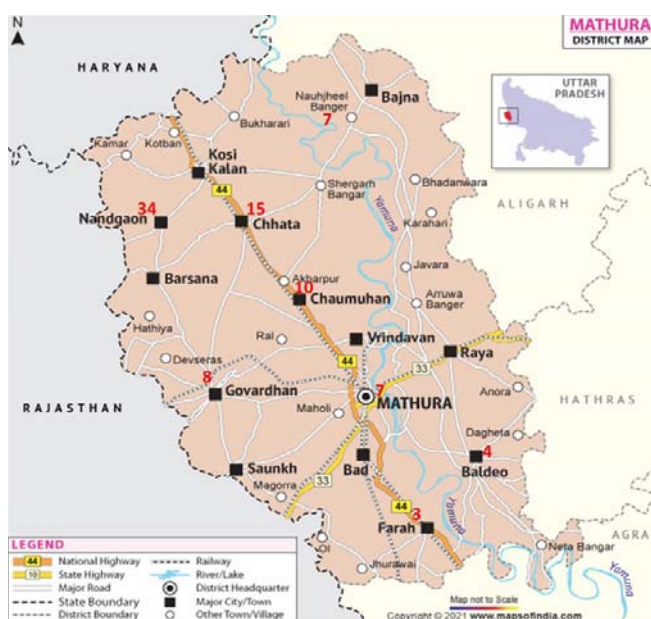 N
MATHURA
DISTRICT MAP
HARYANA
UTTAR
PRADESH
Nauhjheel
Banger
7
Bajna
Bukharari
Kotban
Kamar
Kosi
Kalan
44
Shergarh
Bangar
Bhadanwara
ALIGARH
34
Nandgaon
15
Chhata
Yamuna
Karahari
Javara
Barsana
Akbarpur
10
Chaumuhan
Arruwa
Banger
Hathiya
Ral
Vrindavan
Devseras
44
33
Raya
8
Govardhan
7
MATHURA
Anora
HATHRAS
RAJASTHAN
Maholi
Dagheta
4
Baldeo
Saunkh
Bad
Magorra
33
44
3
Farah
Yamuna
AGRA
Ol
Neta Bangar
Jhurawai
Yamuna
LEGEND
44 National Highway
Railway
10 State Highway
River/Lake
Major Road
District Headquarter
State Boundary
Major City/Town
District Boundary
Other Town/Village
Map not to Scale
Copyright © 2021 www.mapsofindia.com